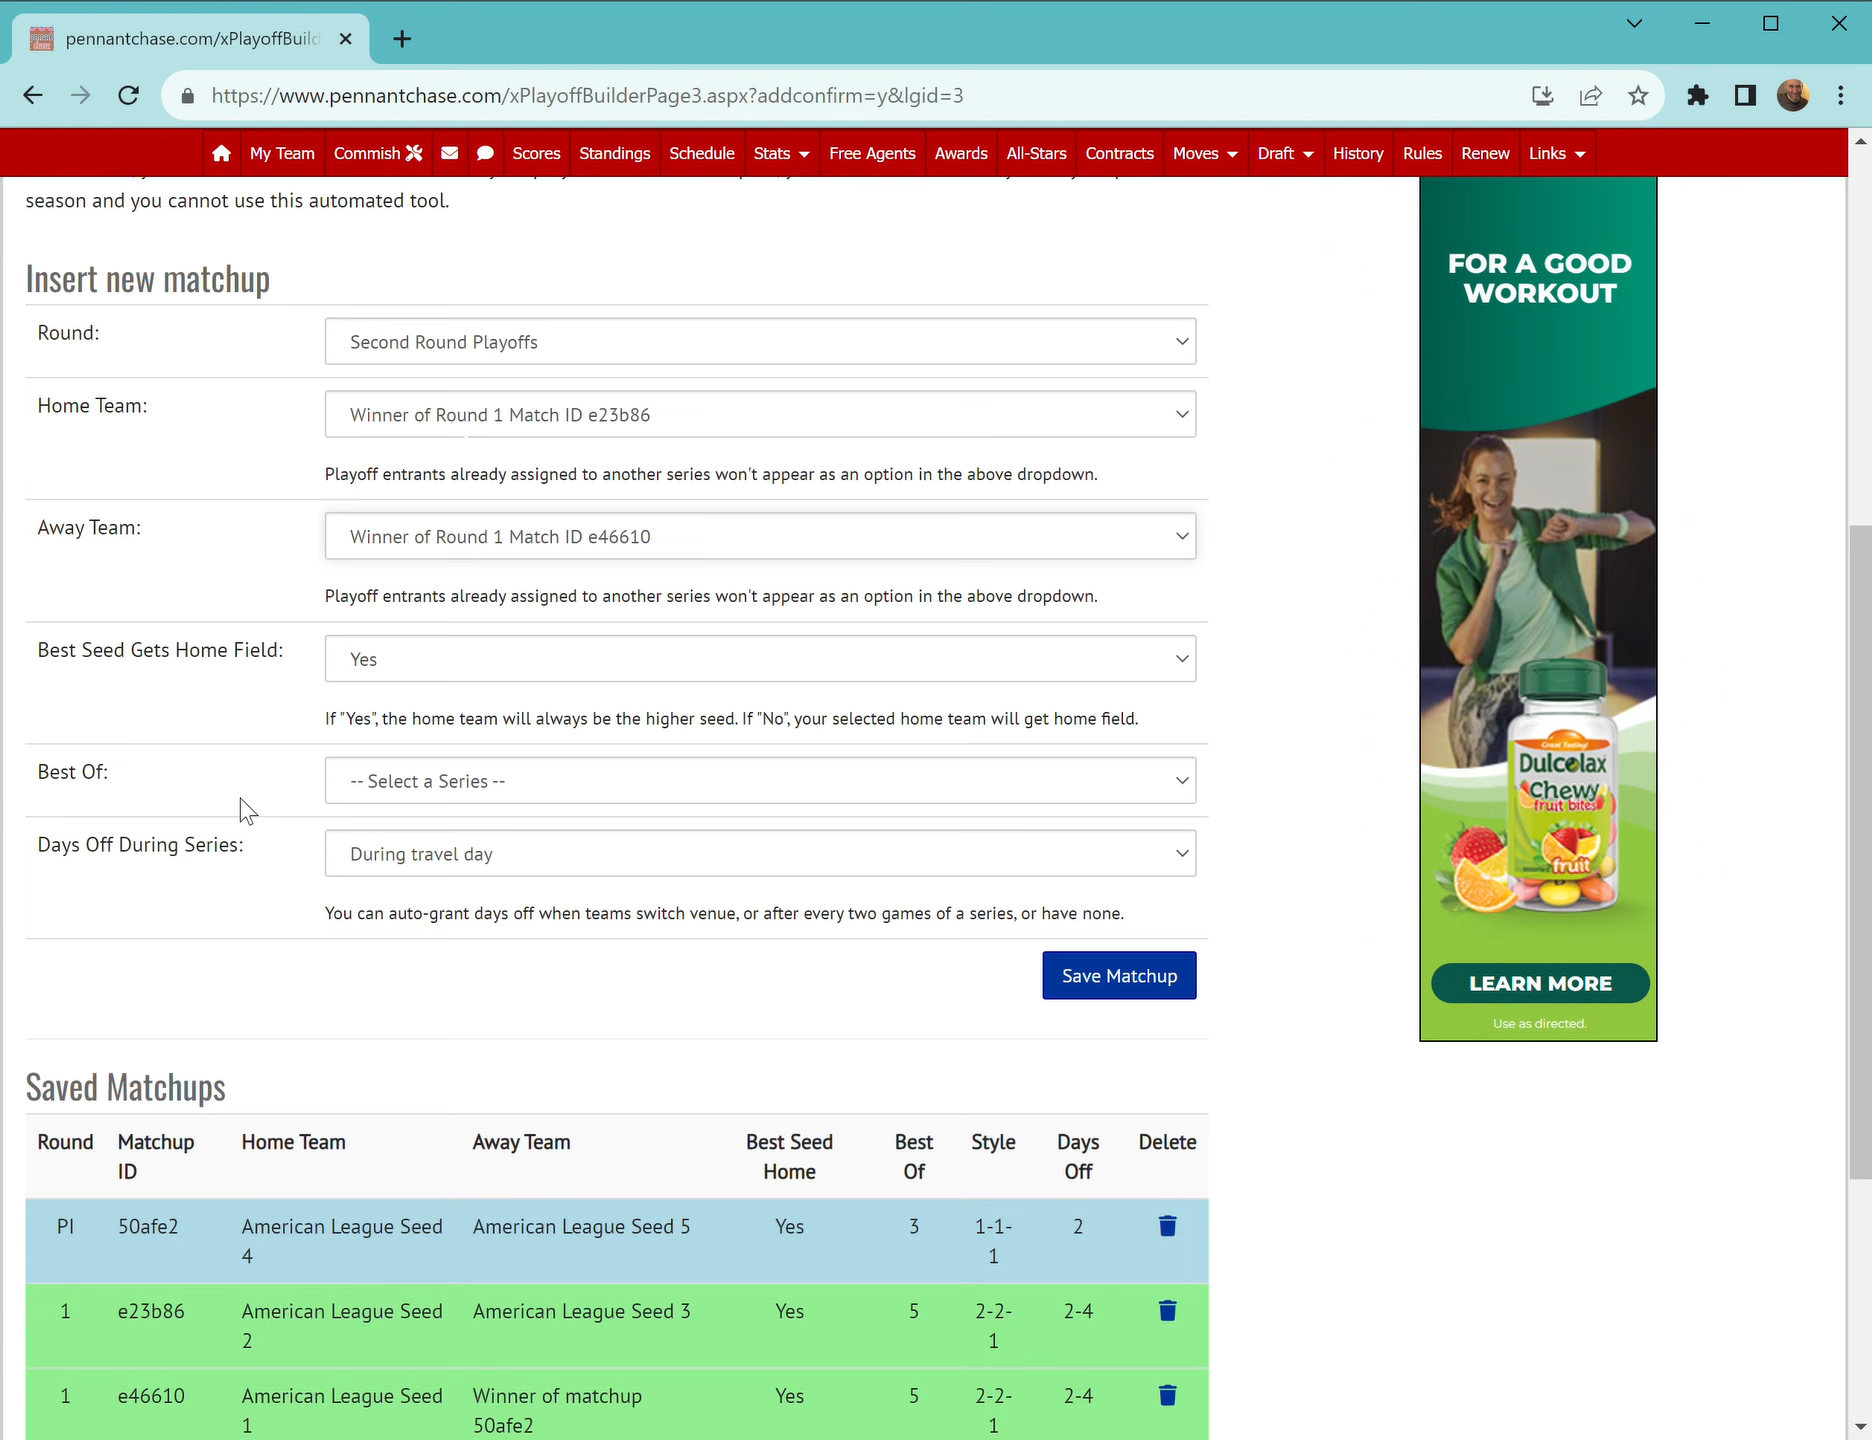 pennantchase.com/xPlayoffBuild
https://www.pennantchase.com/xPlayoffBuilderPage3.aspx?addconfirm=y&lgid=3
My Team Commish Scores Standings Schedule Stats Free Agents Awards All-Stars Contracts Moves Draft History Rules Renew Links
season and you cannot use this automated tool.
Insert new matchup
Round: Second Round Playoffs
Home Team: Winner of Round 1 Match ID e23b86
Playoff entrants already assigned to another series won't appear as an option in the above dropdown.
Away Team: Winner of Round 1 Match ID e46610
Playoff entrants already assigned to another series won't appear as an option in the above dropdown.
Best Seed Gets Home Field: Yes
If "Yes", the home team will always be the higher seed. If "No", your selected home team will get home field.
Best Of: -- Select a Series --
Days Off During Series: During travel day
You can auto-grant days off when teams switch venue, or after every two games of a series, or have none.
Save Matchup
Saved Matchups
Round Matchup Home Team Away Team Best Seed Best Style Days Delete
ID Home Of Off
PI 50afe2 American League Seed American League Seed 5 Yes 3 1-1- 2
4 1
1 e23b86 American League Seed American League Seed 3 Yes 5 2-2- 2-4
2 1
1 e46610 American League Seed Winner of matchup Yes 5 2-2- 2-4
1 50afe2 1
FOR A GOOD
WORKOUT
Great Tasting!
Dulcolax
Chewy
fruit bites
assorted fruit
LEARN MORE
Use as directed.